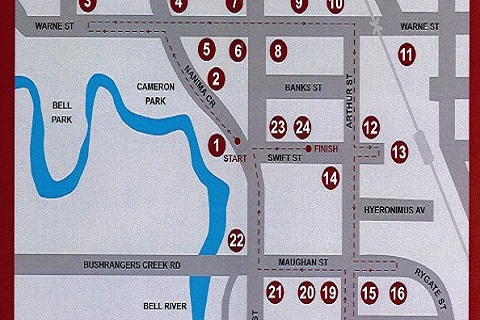 3
4
7
9
10
WARNE ST
WARNE ST
5
6
8
11
NANIMA CR
2
CAMERON
PARK
BANKS ST
ARTHUR ST
BELL
PARK
23
24
12
1
START
FINISH
13
SWIFT ST
14
HYERONIMUS AV
22
BUSHRANGERS CREEK RD
MAUGHAN ST
RYGATE ST
21
20
19
15
16
BELL RIVER
ST